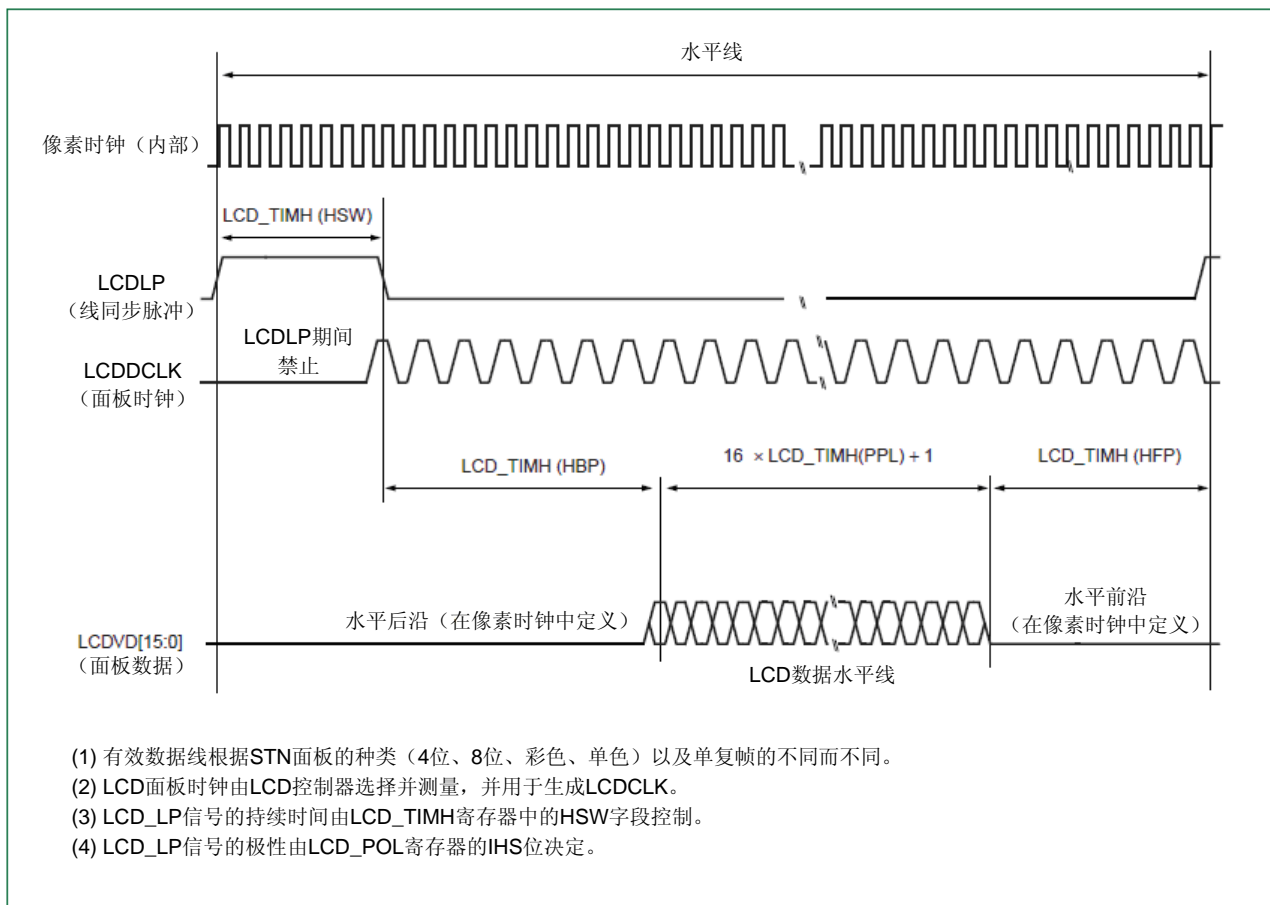 水平线
像素时钟（内部）
LCD_TIMH (HSW)
LCDLP
（线同步脉冲）
LCDLP期间
禁止
LCDDCLK
（面板时钟）
LCD_TIMH (HBP)
16 ×LCD_TIMH(PPL) + 1
LCD_TIMH (HFP)
水平后沿（在像素时钟中定义）
水平前沿
（在像素时钟中定义）
LCDVD[15:0]
（面板数据）
LCD数据水平线
(1) 有效数据线根据STN面板的种类（4位、8位、彩色、单色）以及单复帧的不同而不同。
(2) LCD面板时钟由LCD控制器选择并测量，并用于生成LCDCLK。
(3) LCD_LP信号的持续时间由LCD_TIMH寄存器中的HSW字段控制。
(4) LCD_LP信号的极性由LCD_POL寄存器的IHS位决定。